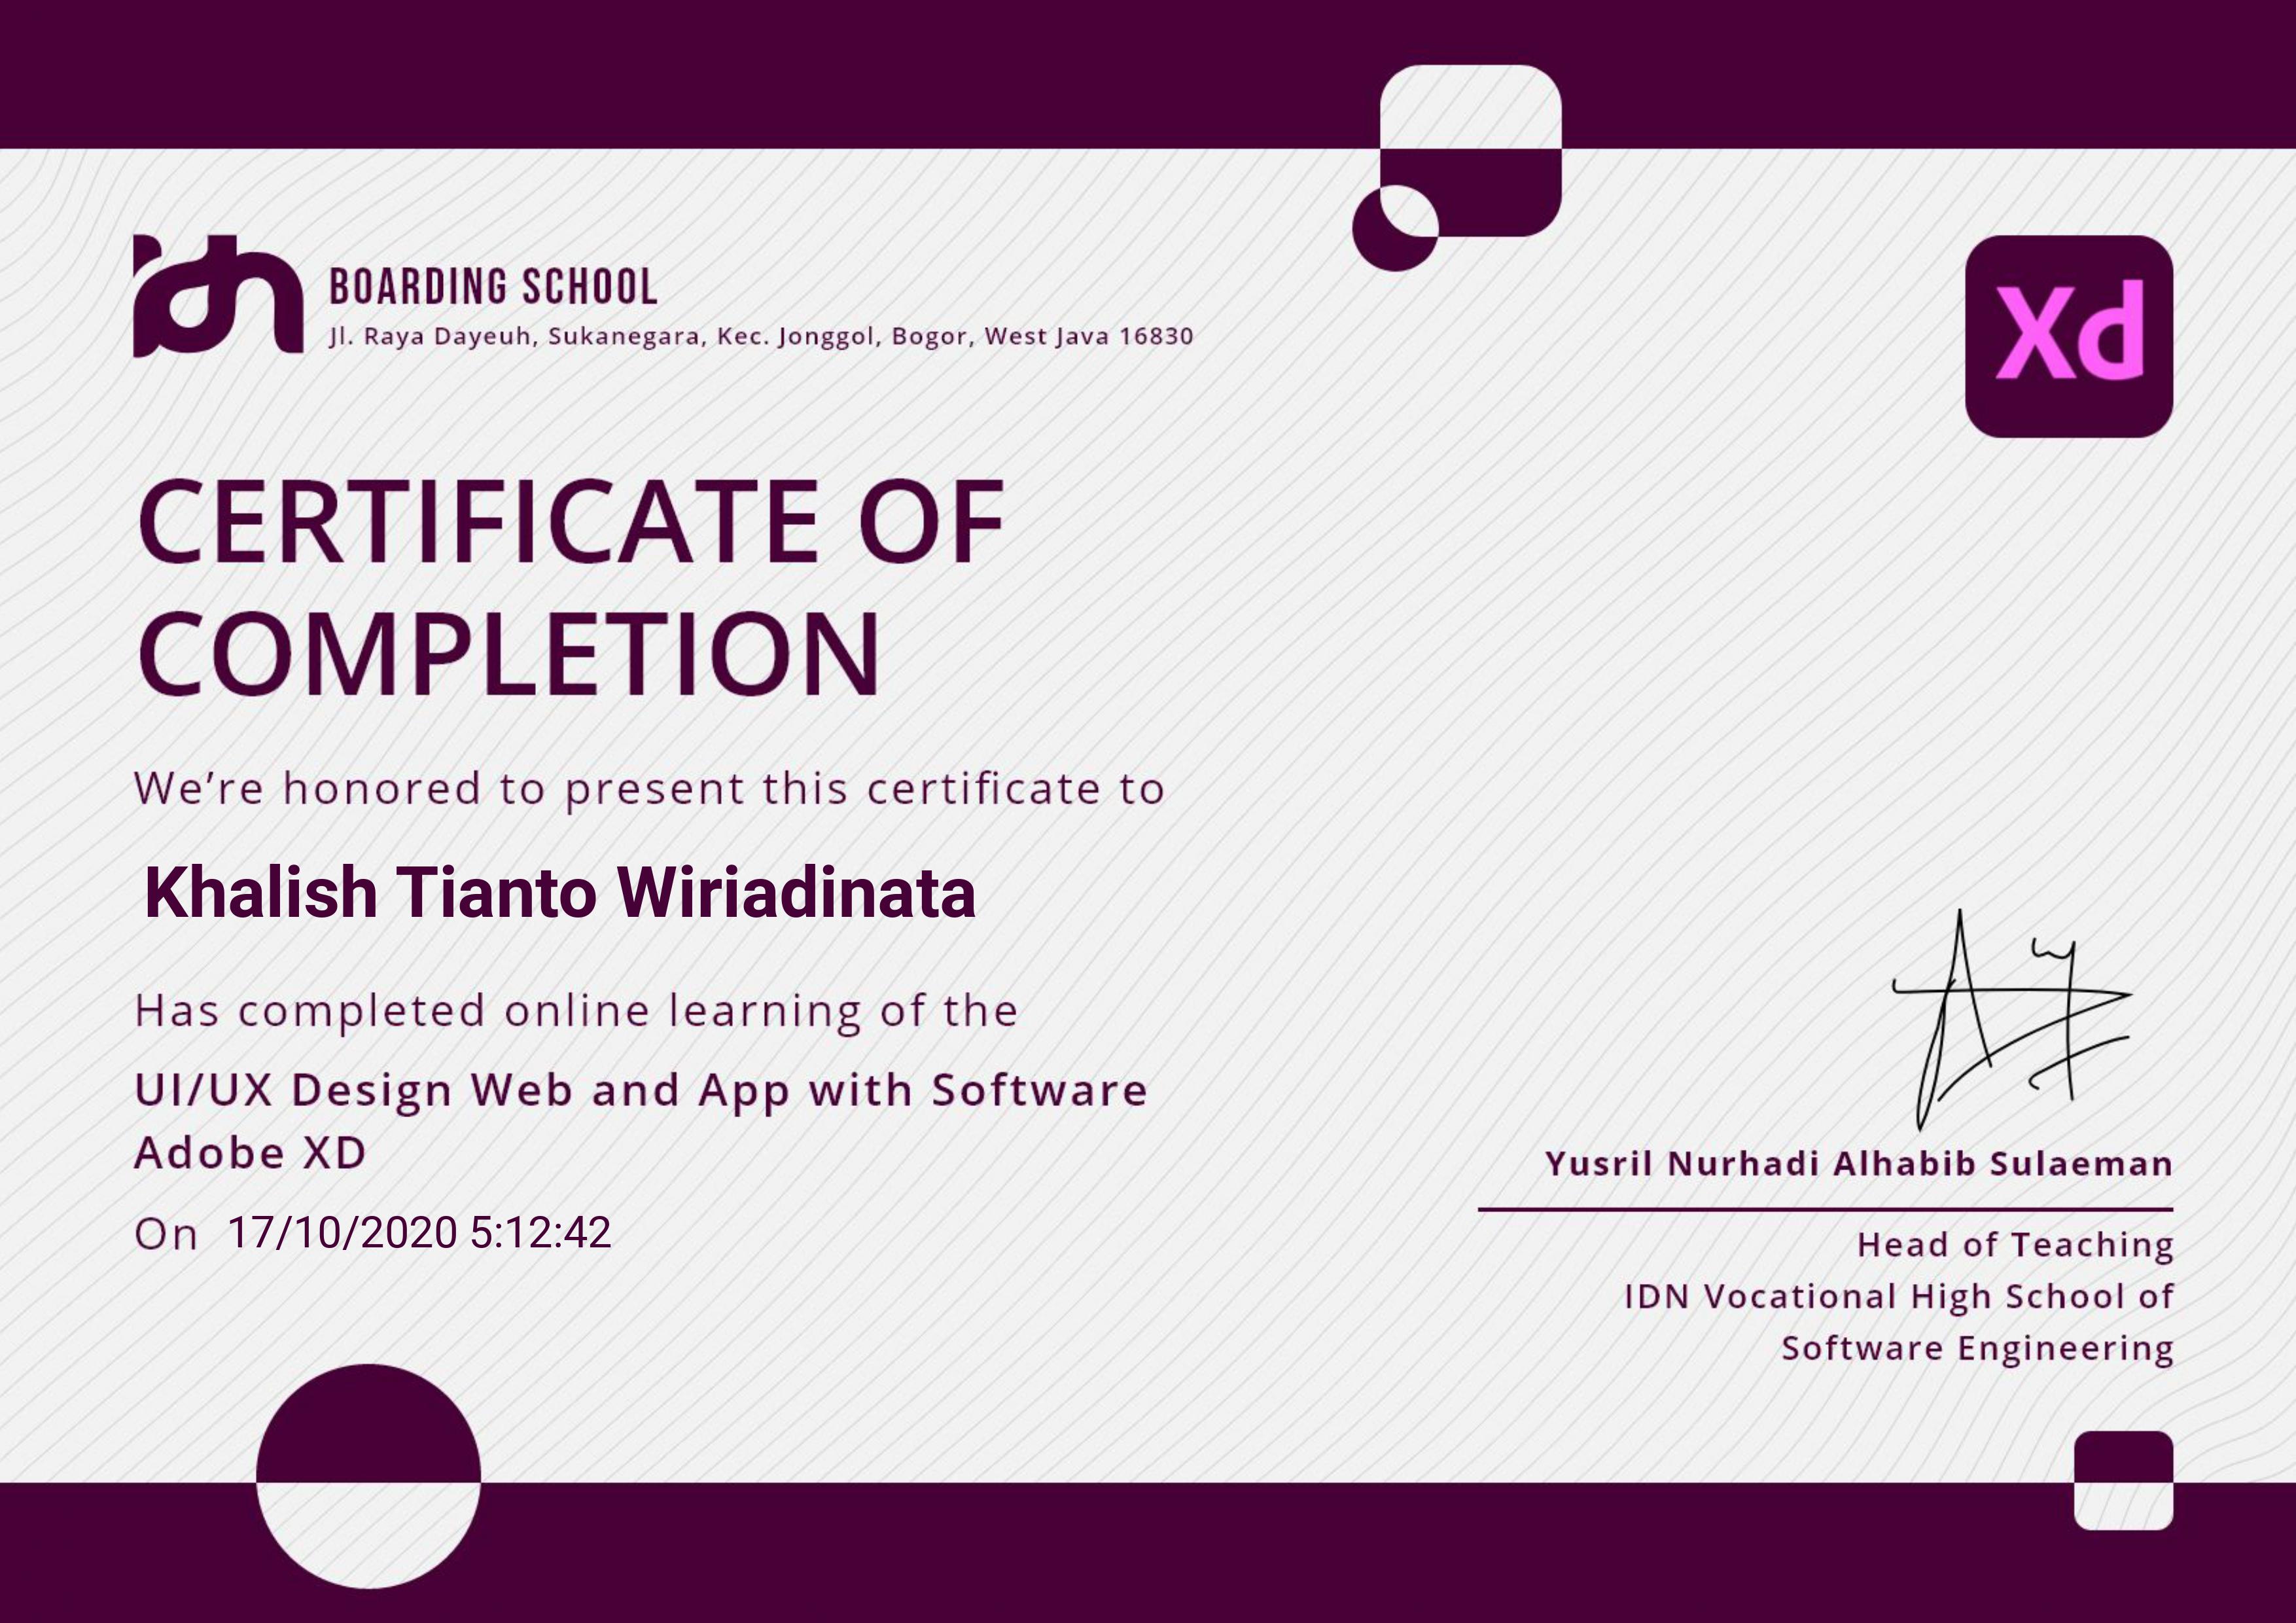 idn
BOARDING SCHOOL
Jl. Raya Dayeuh, Sukanegara, Kec. Jonggol, Bogor, West Java 16830
Xd
CERTIFICATE OF
COMPLETION
We’re honored to present this certificate to
Khalish Tianto Wiriadinata
Has completed online learning of the
UI/UX Design Web and App with Software
Adobe XD
On 17/10/2020 5:12:42
Yusril Nurhadi Alhabib Sulaeman
Head of Teaching
IDN Vocational High School of
Software Engineering